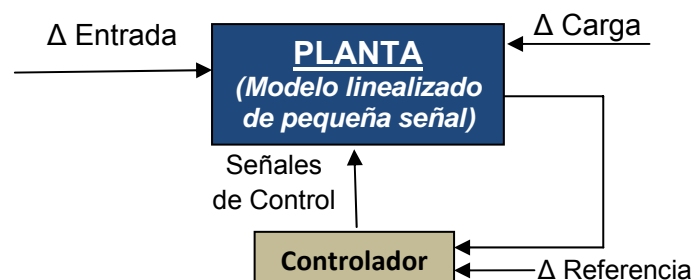 Δ Entrada
Δ Carga
PLANTA
(Modelo linealizado
de pequeña señal)
Señales
de Control
Controlador
Δ Referencia